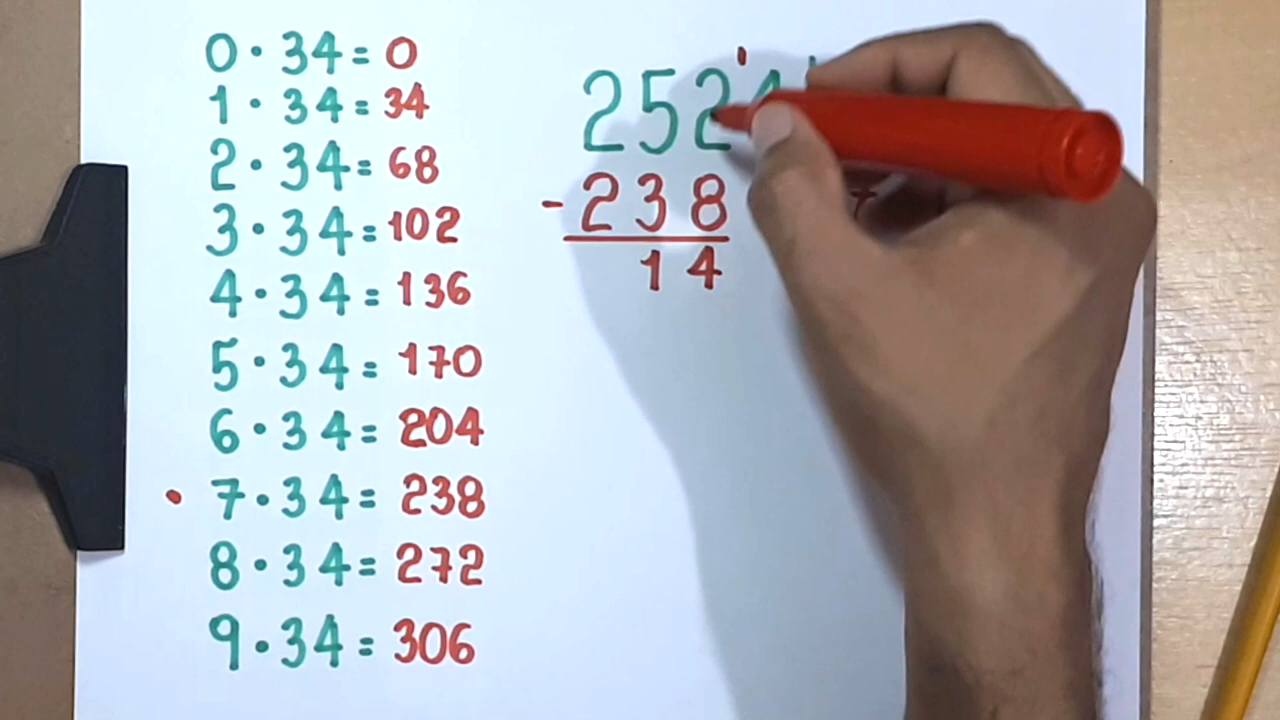 0 · 34 = 0
1 · 34 = 34
2 · 34 = 68
3 · 34 = 102
4 · 34 = 136
5 · 34 = 170
6 · 34 = 204
• 7 · 34 = 238
8 · 34 = 272
9 · 34 = 306
2524
- 238
14